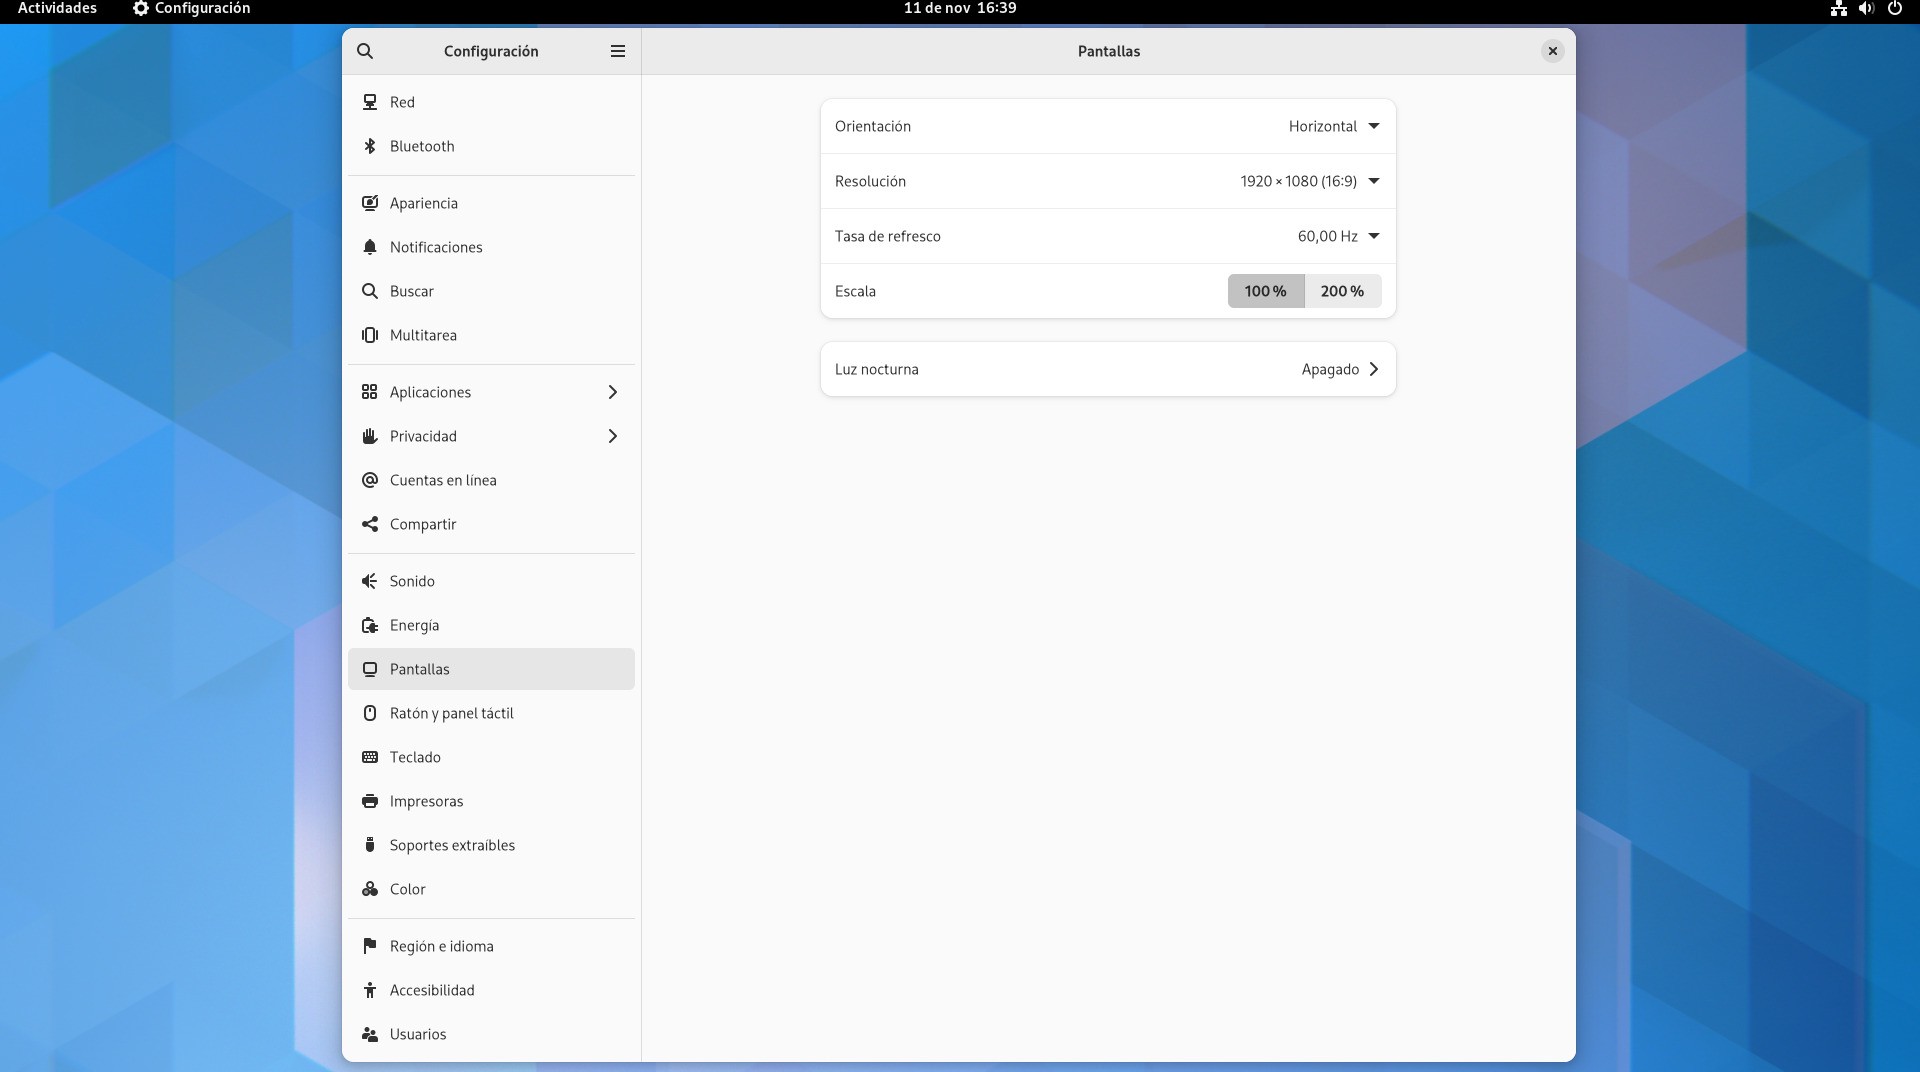 Actividades
Configuración
11 de nov 16:39
Configuración
Pantallas
Red
Bluetooth
Apariencia
Notificaciones
Buscar
Multitarea
Aplicaciones
Privacidad
Cuentas en línea
Compartir
Sonido
Energía
Pantallas
Ratón y panel táctil
Teclado
Impresoras
Soportes extraíbles
Color
Región e idioma
Accesibilidad
Usuarios
Orientación Horizontal
Resolución 1920 × 1080 (16:9)
Tasa de refresco 60,00 Hz
Escala 100 % 200 %
Luz nocturna Apagado